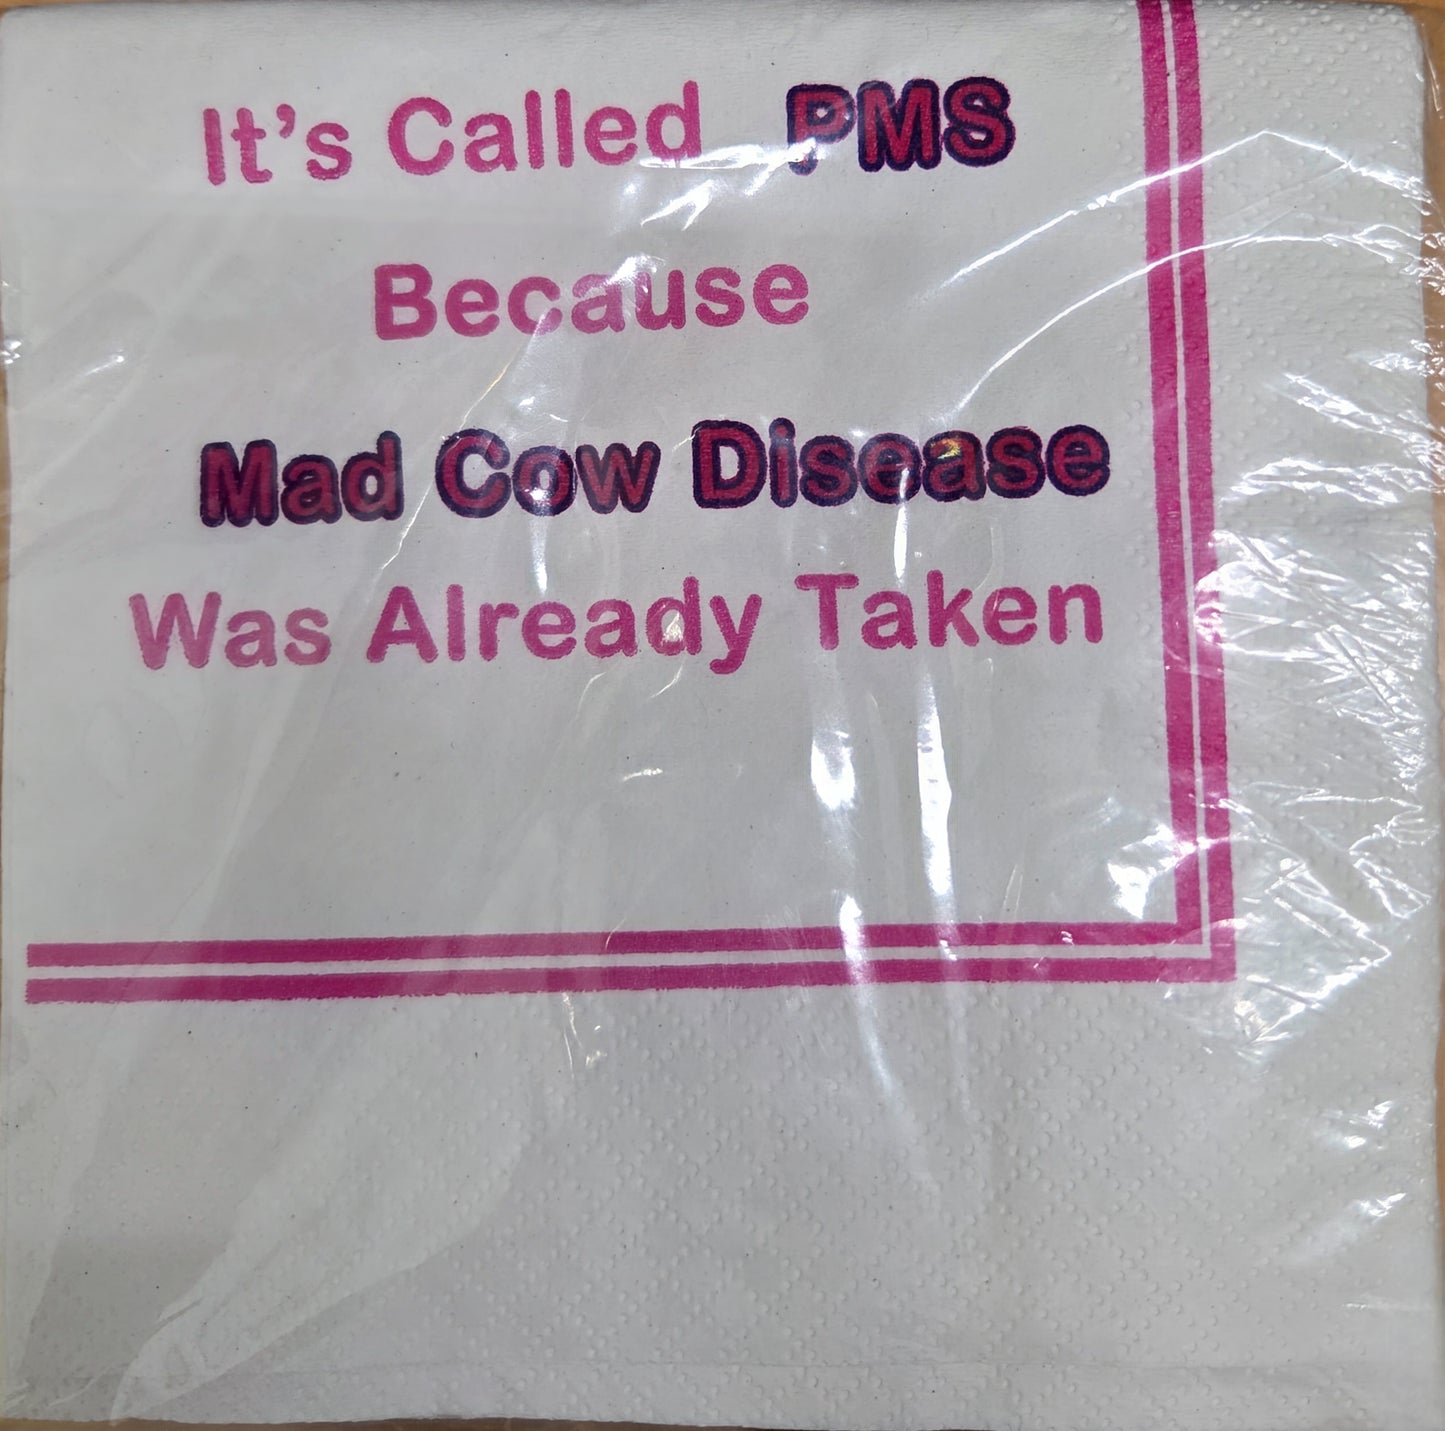 It's Called PMS
Because
Mad Cow Disease
Was Already Taken